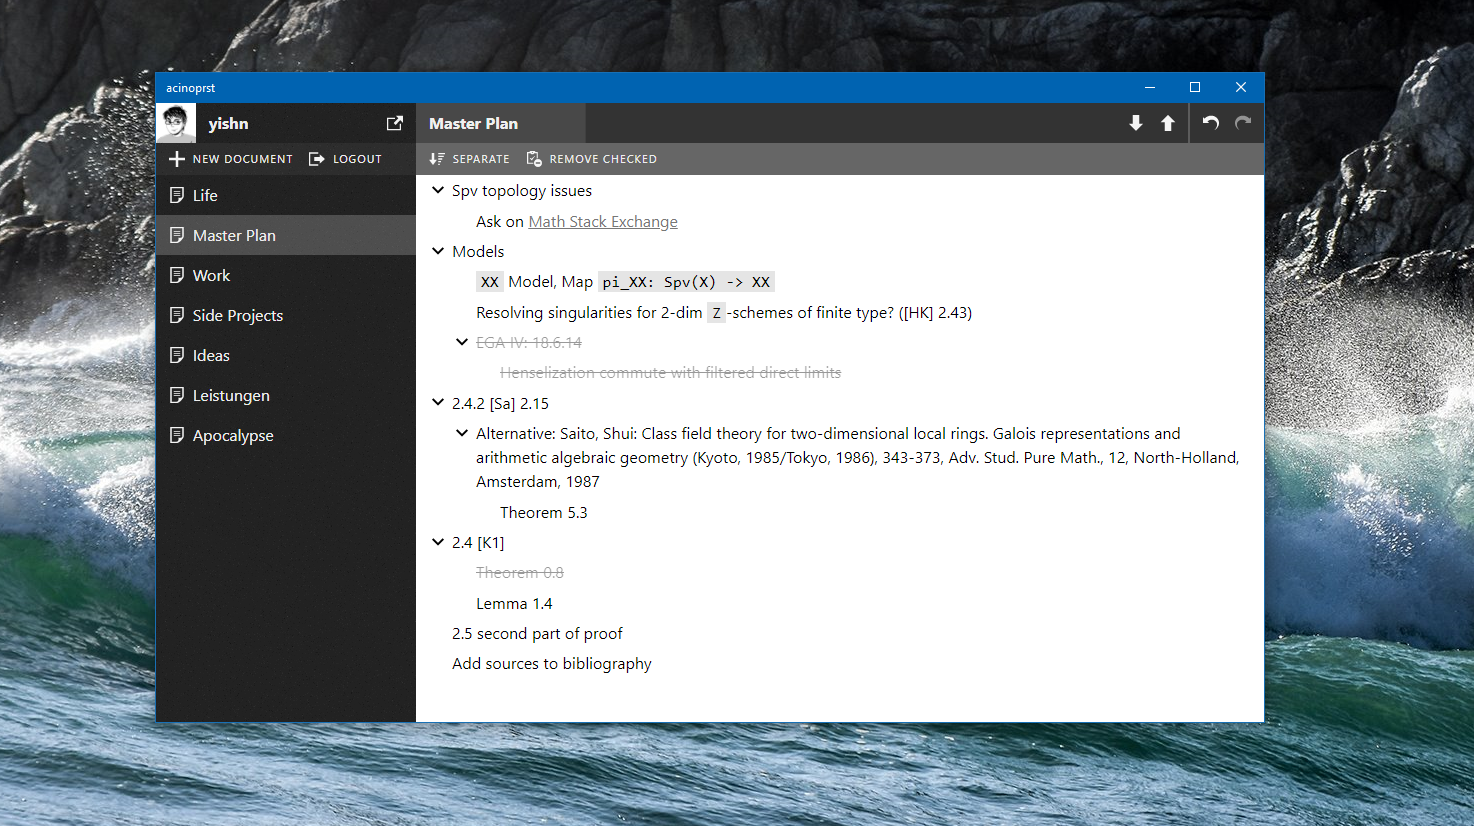 acinoprst
yishn
Master Plan
NEW DOCUMENT
LOGOUT
SEPARATE
REMOVE CHECKED
Life
Master Plan
Work
Side Projects
Ideas
Leistungen
Apocalypse
Spv topology issues
Ask on Math Stack Exchange
Models
XX Model, Map pi_XX: Spv(X) -> XX
Resolving singularities for 2-dim Z-schemes of finite type? ([HK] 2.43)
EGA IV: 18.6.14
Henselization commute with filtered direct limits
2.4.2 [Sa] 2.15
Alternative: Saito, Shui: Class field theory for two-dimensional local rings. Galois representations and
arithmetic algebraic geometry (Kyoto, 1985/Tokyo, 1986), 343-373, Adv. Stud. Pure Math., 12, North-Holland,
Amsterdam, 1987
Theorem 5.3
2.4 [K1]
Theorem 0.8
Lemma 1.4
2.5 second part of proof
Add sources to bibliography